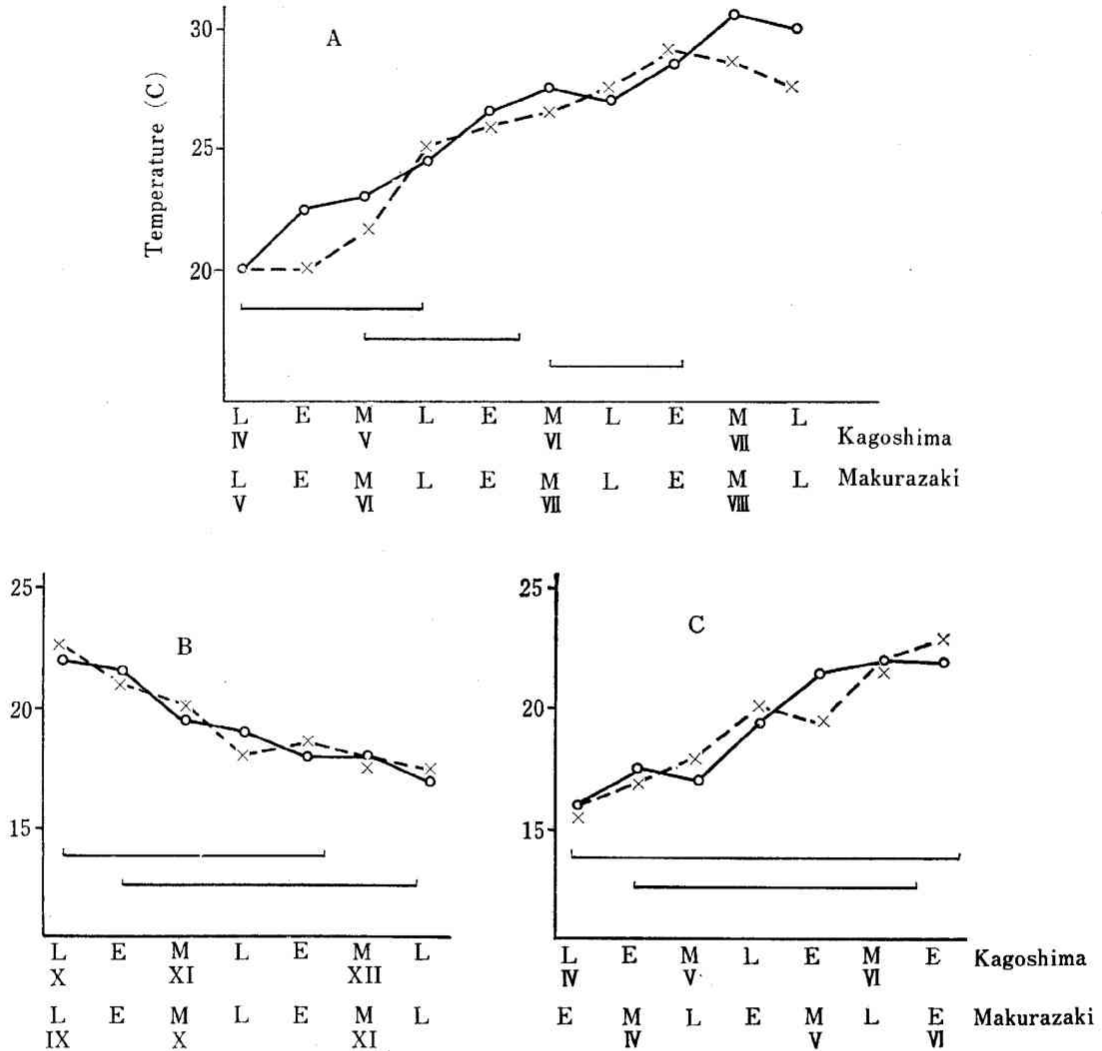 A
Temperature (C)
30
25
20
L E M L E M L E M L
IV V VI VII Kagoshima
L E M L E M L E M L Makurazaki
V VI VII VIII
B
25
20
15
L E M L E M L
X XI XII
L E M L E M L
IX X XI
C
25
20
15
L E M L E M E Kagoshima
IV V VI
E M L E M L E Makurazaki
IV V VI